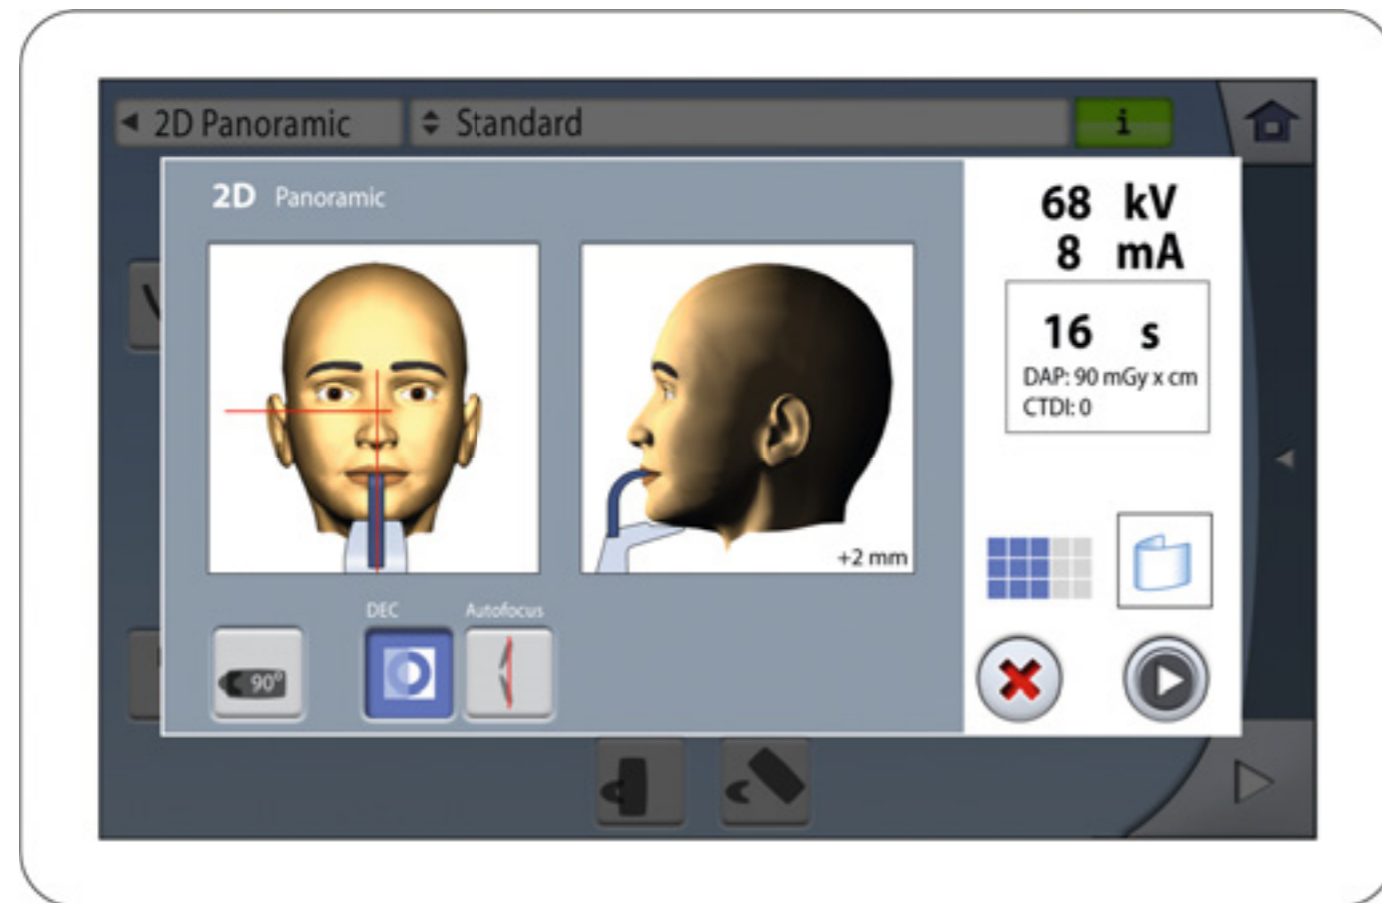 2D Panoramic
Standard
i
2D Panoramic
68 kV
8 mA
16 s
DAP: 90 mGy x cm
CTDI: 0
+2 mm
DEC
Autofocus
90°